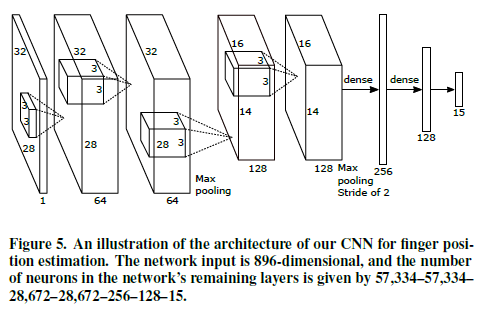 32
3
3
28
1
32
3
3
28
64
32
3
28 3
64
Max
pooling
16
3
3
14
128
16
14
128 Max
pooling
Stride of 2
dense
256
dense
128
15
Figure 5. An illustration of the architecture of our CNN for finger posi-
tion estimation. The network input is 896-dimensional, and the number
of neurons in the network's remaining layers is given by 57,334–57,334–
28,672–28,672–256–128–15.